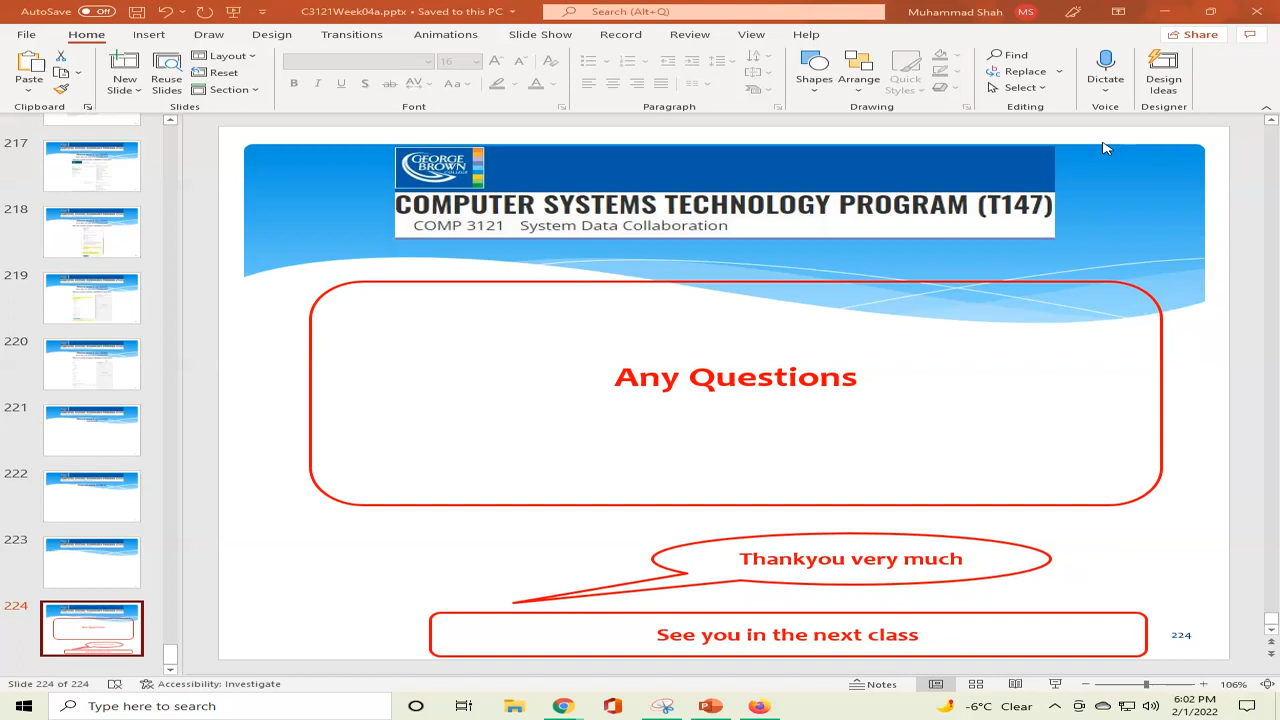 AutoSave Off C3121Week04a.pptx • Saved to this PC Search (Alt+Q) Muhammad Shah MS
File Home Insert Draw Design Transitions Animations Slide Show Record Review View Help Share
Paste New Slide Reuse Slides Layout Reset Section 16 Shapes Arrange Quick Styles Find Replace Select Dictate Design Ideas
B I U S ab AV Aa A
Clipboard Slides Font Paragraph Drawing Editing Voice Designer
217
218
219
220
221
222
223
224
GEORGE BROWN COLLEGE
COMPUTER SYSTEMS TECHNOLOGY PROGRAM (T147)
COMP 3121 System Data Collaboration
Any Questions
Thankyou very much
See you in the next class
224
Slide 224 of 224 Accessibility: Investigate Notes 106%
Type here to search -6°C Clear 6:02 PM
2/1/2022